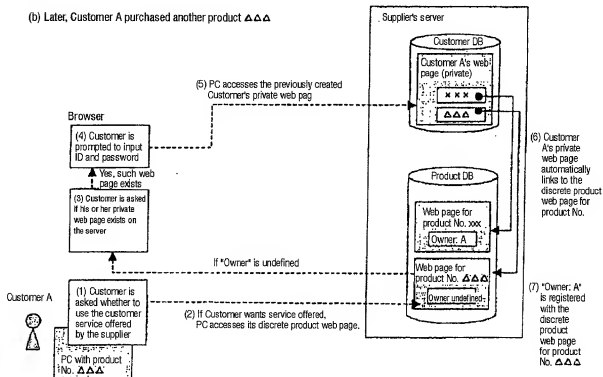 (b) Later, Customer A purchased another product △△△
Supplier's server
Customer DB
Customer A's web
page (private)
× × ×
△△△
(5) PC accesses the previously created
Customer's private web pag
Browser
(4) Customer is
prompted to input
ID and password
Yes, such web
page exists
(3) Customer is asked
if his or her private
web page exists on
the server
(6) Customer
A's private
web page
automatically
links to the
discrete product
web page for
product No.
Product DB
Web page for
product No. xxx
Owner: A
If "Owner" is undefined
Web page for
product No. △△△
Owner undefined
Customer A
(1) Customer is
asked whether to
use the customer
service offered
by the supplier
(2) If Customer wants service offered,
PC accesses its discrete product web page.
(7) "Owner: A"
is registered
with the
discrete
product
web page
for product
No. △△△
PC with product
No. △△△